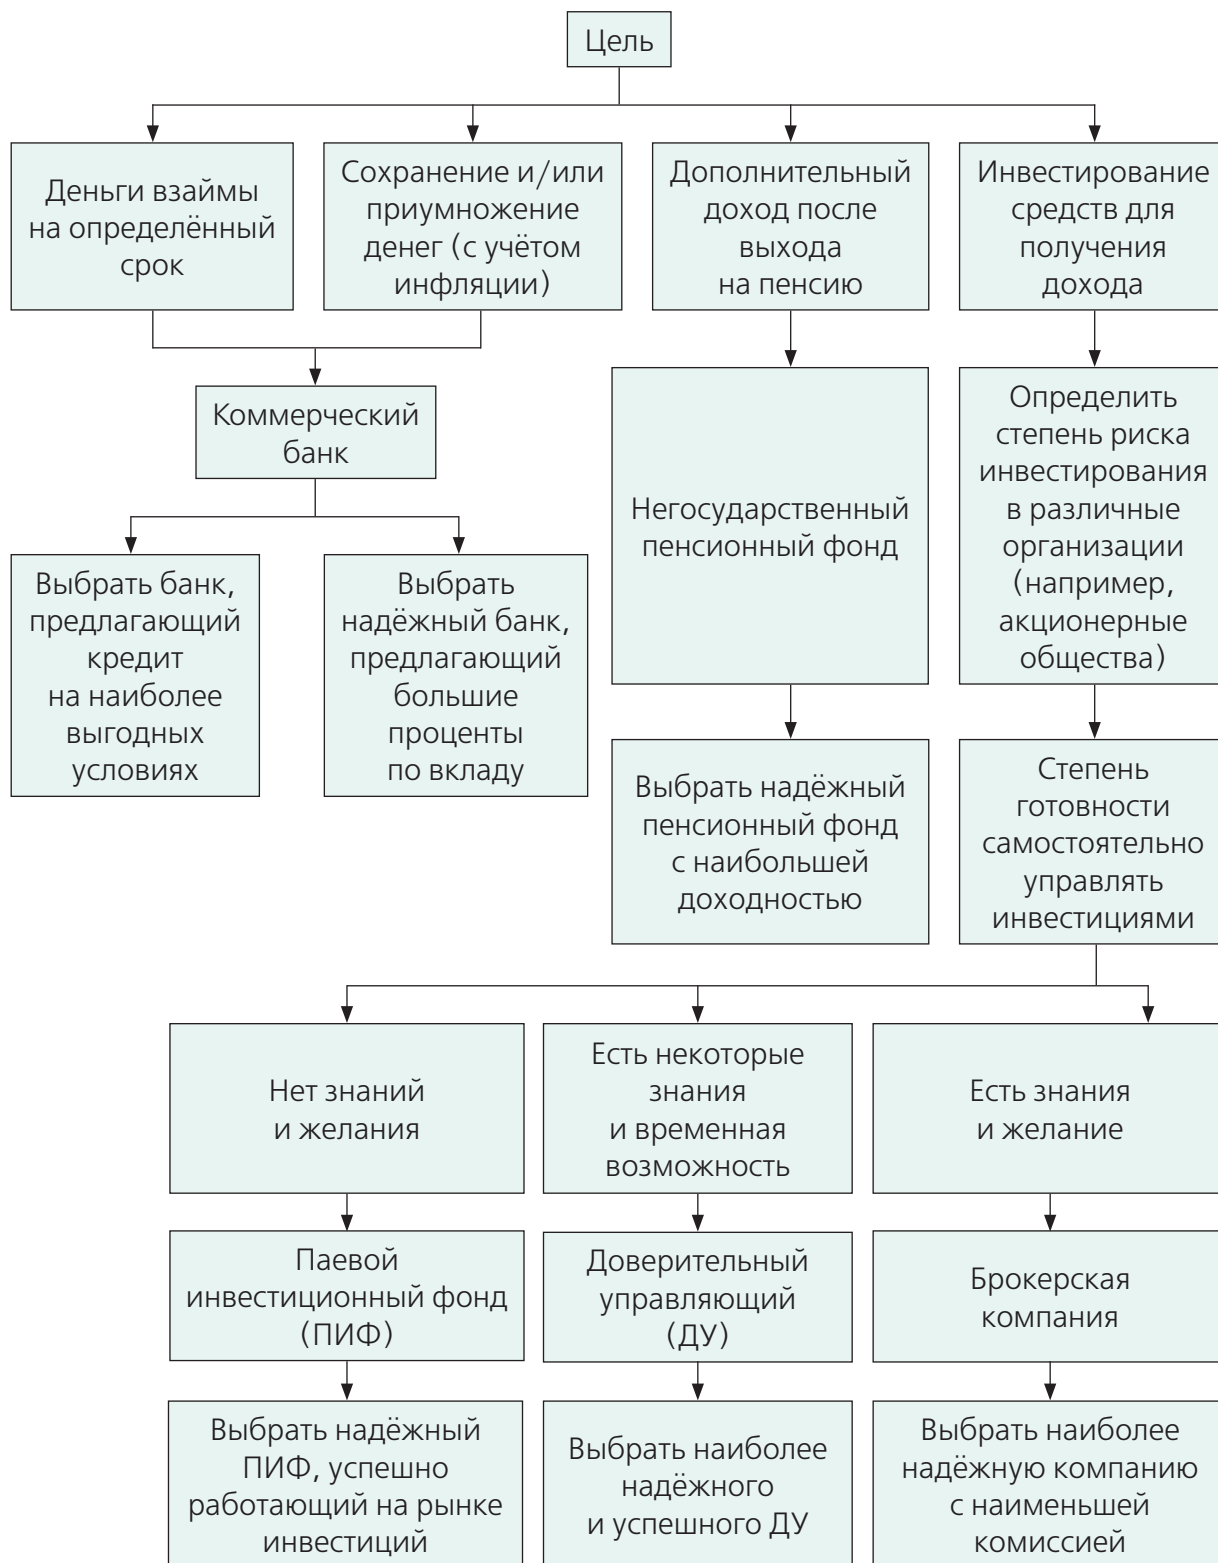 Цель
Деньги взаймы
на определённый
срок
Сохранение и/или
приумножение
денег (с учётом
инфляции)
Дополнительный
доход после
выхода
на пенсию
Инвестирование
средств для
получения
дохода
Коммерческий
банк
Негосударственный
пенсионный фонд
Определить
степень риска
инвестирования
в различные
организации
(например,
акционерные
общества)
Выбрать банк,
предлагающий
кредит
на наиболее
выгодных
условиях
Выбрать
надёжный банк,
предлагающий
большие
проценты
по вкладу
Выбрать надёжный
пенсионный фонд
с наибольшей
доходностью
Степень
готовности
самостоятельно
управлять
инвестициями
Нет знаний
и желания
Есть некоторые
знания
и временная
возможность
Есть знания
и желание
Паевой
инвестиционный фонд
(ПИФ)
Доверительный
управляющий
(ДУ)
Брокерская
компания
Выбрать надёжный
ПИФ, успешно
работающий на рынке
инвестиций
Выбрать наиболее
надёжного
и успешного ДУ
Выбрать наиболее
надёжную компанию
с наименьшей
комиссией